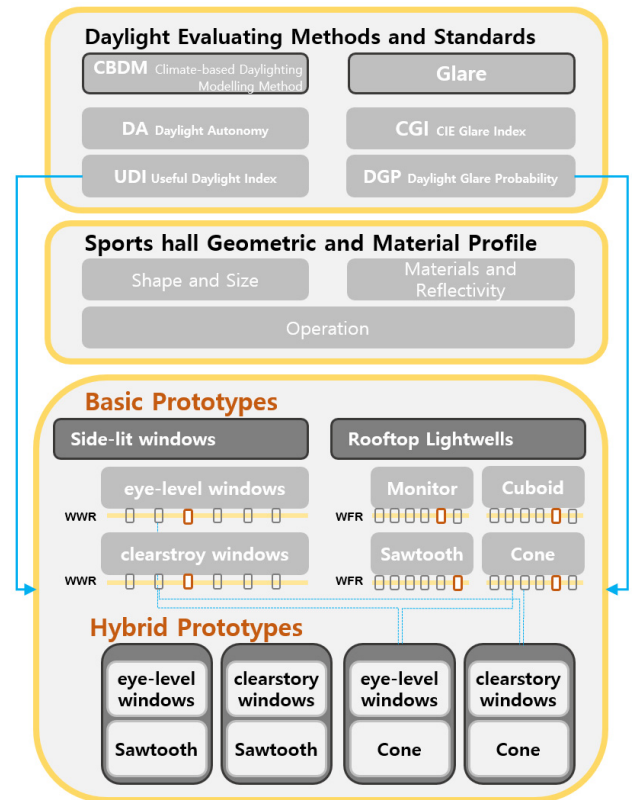 Daylight Evaluating Methods and Standards
CBDM Climate-based Daylighting
Modelling Method
Glare
DA Daylight Autonomy
CGI CIE Glare Index
UDI Useful Daylight Index
DGP Daylight Glare Probability
Sports hall Geometric and Material Profile
Shape and Size
Materials and
Reflectivity
Operation
Basic Prototypes
Side-lit windows
Rooftop Lightwells
eye-level windows
Monitor
Cuboid
WWR
WFR
clearstroy windows
Sawtooth
Cone
WWR
WFR
Hybrid Prototypes
eye-level
windows
Sawtooth
clearstory
windows
Sawtooth
eye-level
windows
Cone
clearstory
windows
Cone